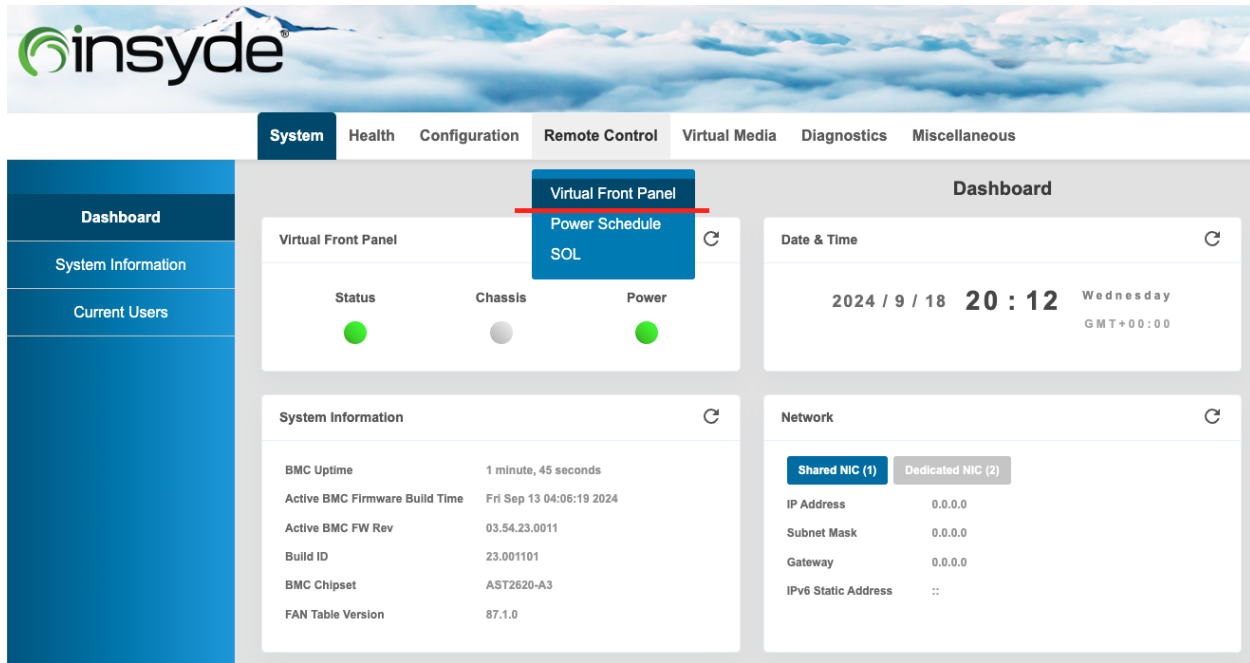 insyde®
System Health Configuration Remote Control Virtual Media Diagnostics Miscellaneous
Dashboard
System Information
Current Users
Virtual Front Panel
Power Schedule
SOL
Dashboard
Virtual Front Panel
Status Chassis Power
Date & Time
2024 / 9 / 18 20 : 12 Wednesday
GMT+00:00
System Information
BMC Uptime 1 minute, 45 seconds
Active BMC Firmware Build Time Fri Sep 13 04:06:19 2024
Active BMC FW Rev 03.54.23.0011
Build ID 23.001101
BMC Chipset AST2620-A3
FAN Table Version 87.1.0
Network
Shared NIC (1) Dedicated NIC (2)
IP Address 0.0.0.0
Subnet Mask 0.0.0.0
Gateway 0.0.0.0
IPv6 Static Address ::